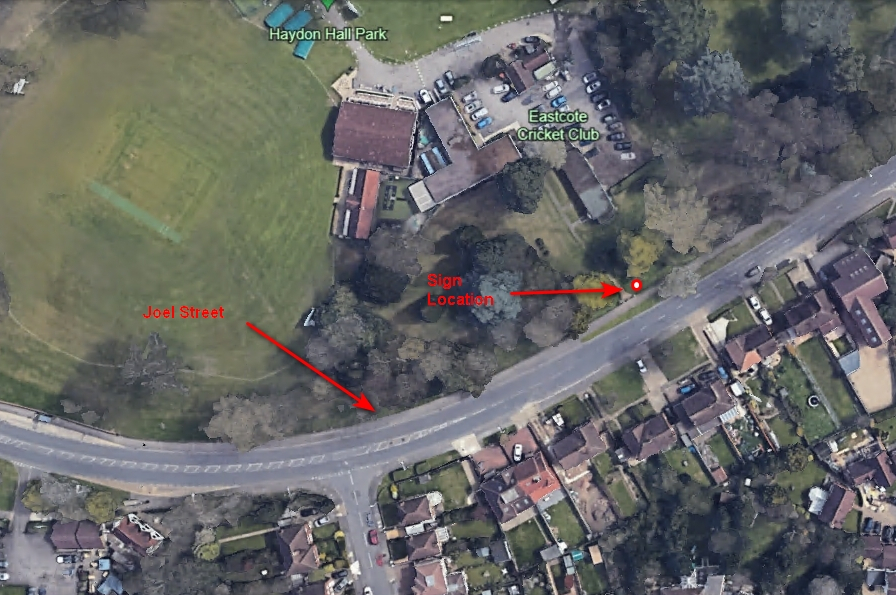 Haydon Hall Park
Eastcote
Cricket Club
Sign
Location
Joel Street